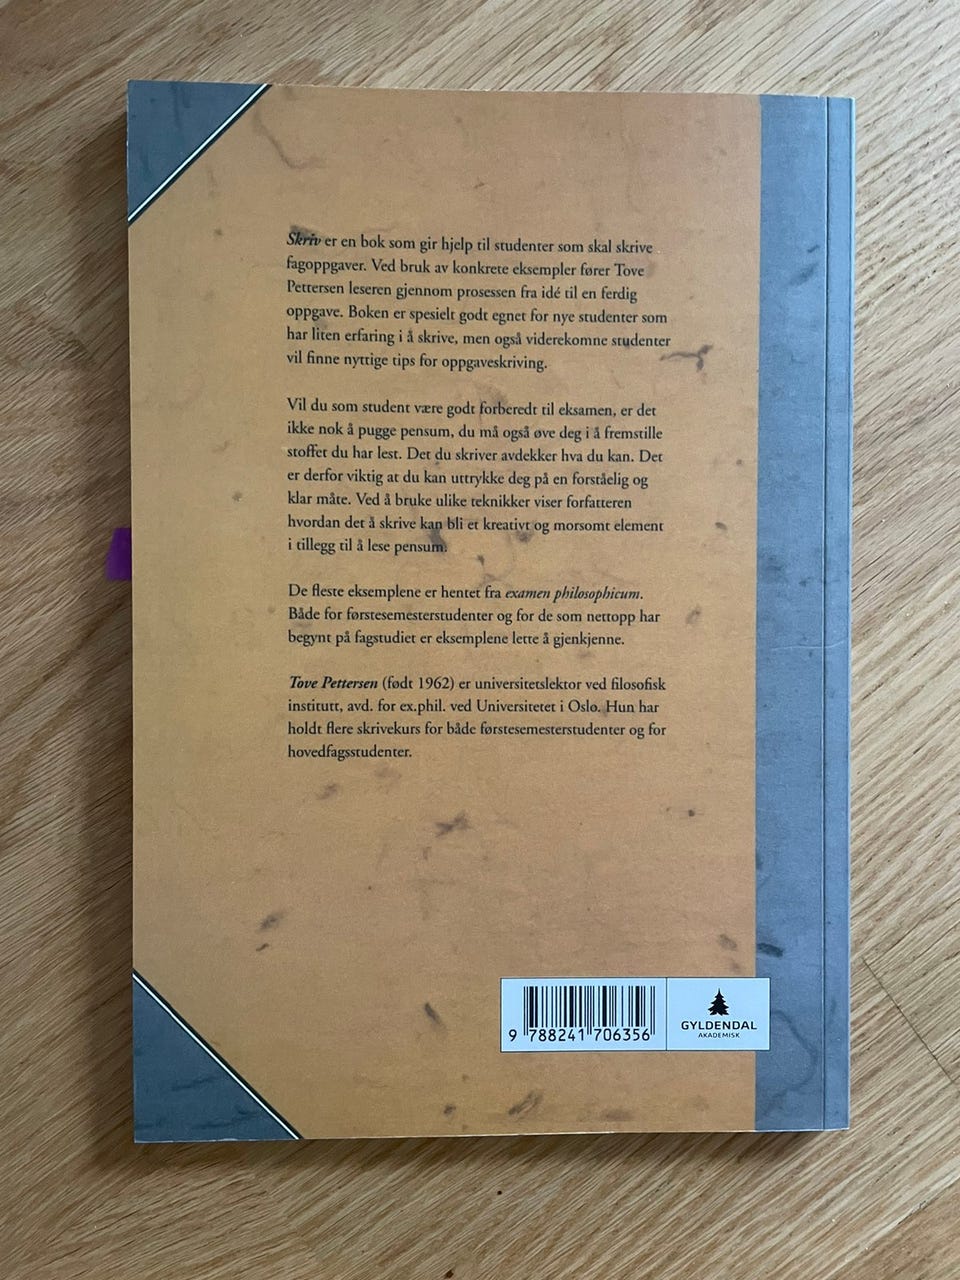 Skriv er en bok som gir hjelp til studenter som skal skrive
fagoppgaver. Ved bruk av konkrete eksempler fører Tove
Pettersen leseren gjennom prosessen fra idé til en ferdig
oppgave. Boken er spesielt godt egnet for nye studenter som
har liten erfaring i å skrive, men også viderekomne studenter
vil finne nyttige tips for oppgaveskriving.
Vil du som student være godt forberedt til eksamen, er det
ikke nok å pugge pensum, du må også øve deg i å fremstille
stoffet du har lest. Det du skriver avdekker hva du kan. Det
er derfor viktig at du kan uttrykke deg på en forståelig og
klar måte. Ved å bruke ulike teknikker viser forfatteren
hvordan det å skrive kan bli et kreativt og morsomt element
i tillegg til å lese pensum.
De fleste eksemplene er hentet fra examen philosophicum.
Både for førstesemesterstudenter og for de som nettopp har
begynt på fagstudiet er eksemplene lette å gjenkjenne.
Tove Pettersen (født 1962) er universitetslektor ved filosofisk
institutt, avd. for ex.phil. ved Universitetet i Oslo. Hun har
holdt flere skrivekurs for både førstesemesterstudenter og for
hovedfagsstudenter.
9 788241 706356
GYLDENDAL
AKADEMISK